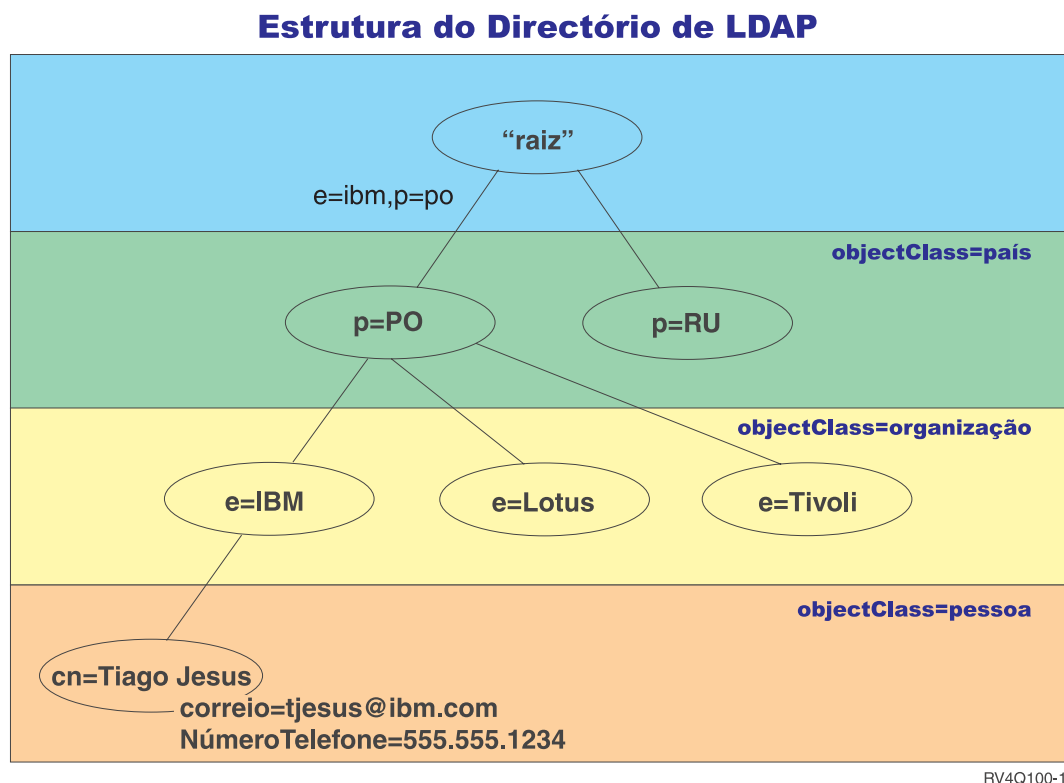 Estrutura do Directório de LDAP
“raiz”
e=ibm,p=po
objectClass=país
p=PO
p=RU
objectClass=organização
e=IBM
e=Lotus
e=Tivoli
objectClass=pessoa
cn=Tiago Jesus
correio=tjesus@ibm.com
NúmeroTelefone=555.555.1234
RV4Q100-1